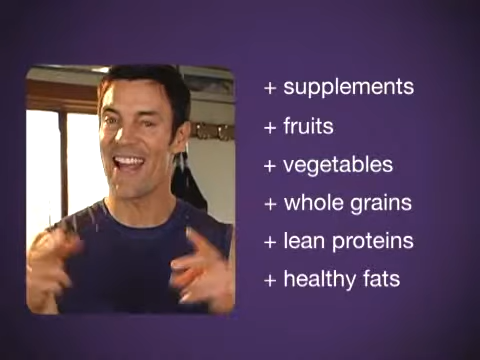 + supplements
+ fruits
+ vegetables
+ whole grains
+ lean proteins
+ healthy fats